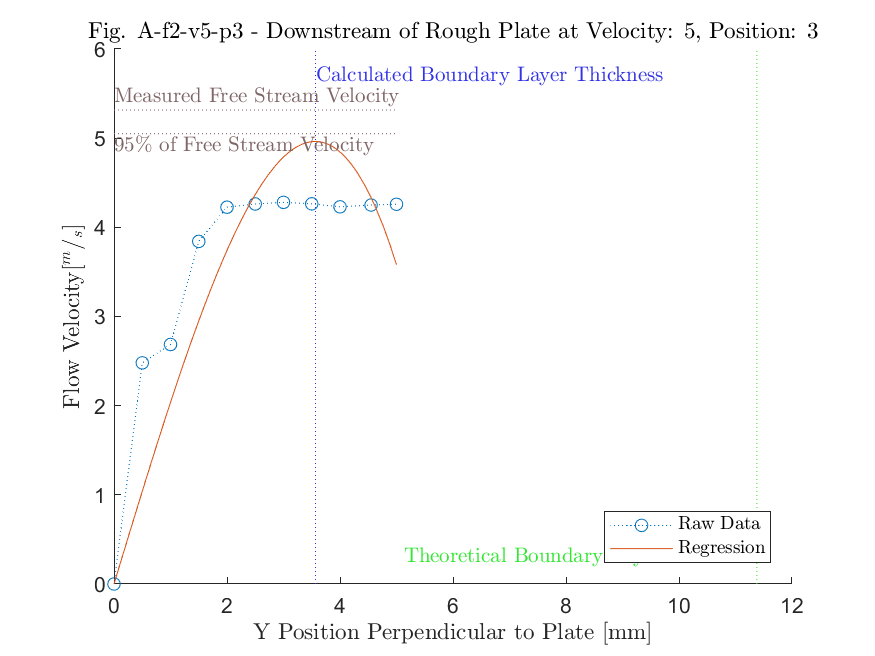 Fig. A-f2-v5-p3 - Downstream of Rough Plate at Velocity: 5, Position: 3
6
Calculated Boundary Layer Thickness
Measured Free Stream Velocity
5
95% of Free Stream Velocity
4
Flow Velocity[m/s]
3
2
1
Raw Data
Regression
Theoretical Boundary
0
0 2 4 6 8 10 12
Y Position Perpendicular to Plate [mm]